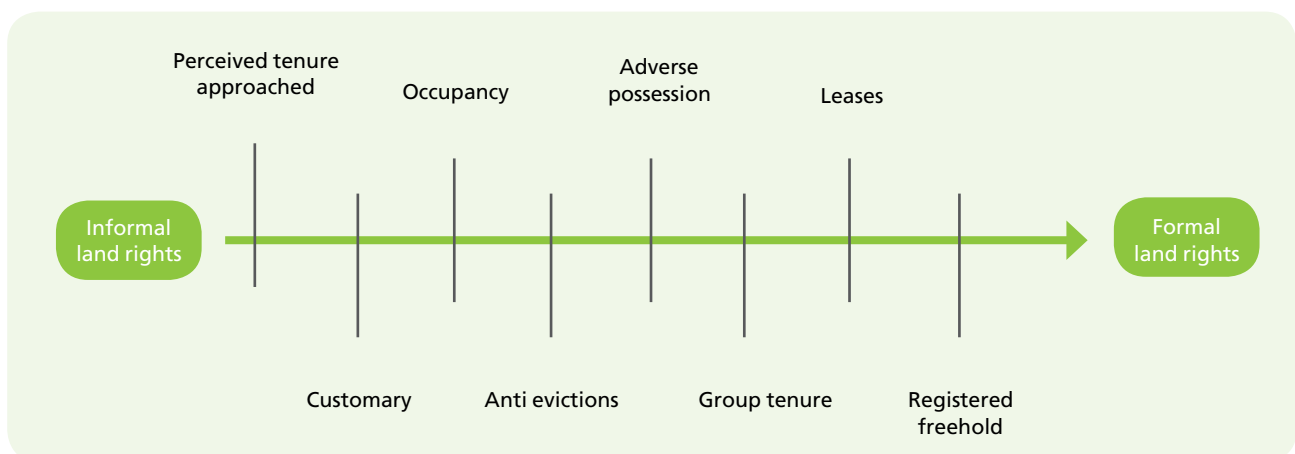 Perceived tenure
approached
Occupancy
Adverse
possession
Leases
Informal
land rights
Formal
land rights
Customary
Anti evictions
Group tenure
Registered
freehold